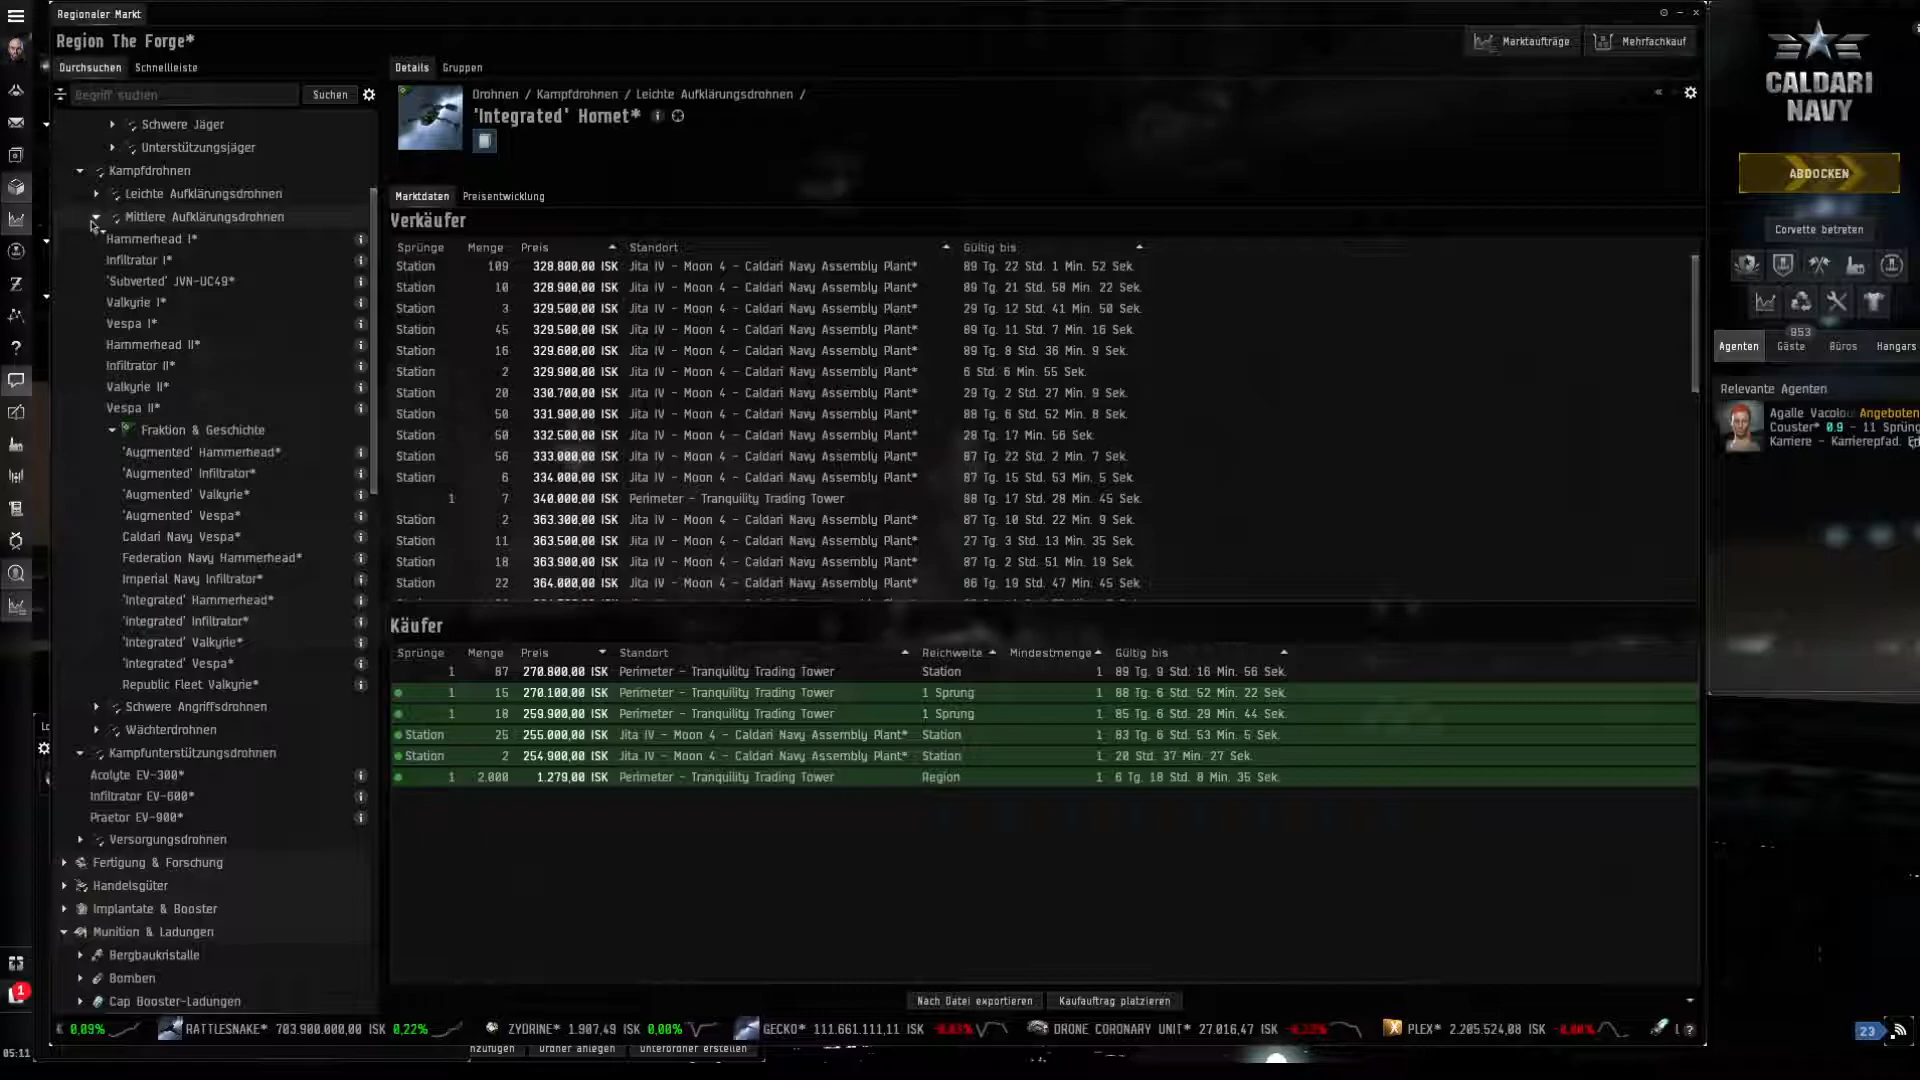 Regionaler Markt
Region The Forge*
Marktaufträge
Mehrfachkauf
Durchsuchen Schnellleiste
Begriff suchen
Suchen
Schwere Jäger
Unterstützungsjäger
Kampfdrohnen
Leichte Aufklärungsdrohnen
Mittlere Aufklärungsdrohnen
Hammerhead I*
Infiltrator I*
'Subverted' JVN-UC49*
Valkyrie I*
Vespa I*
Hammerhead II*
Infiltrator II*
Valkyrie II*
Vespa II*
Fraktion & Geschichte
'Augmented' Hammerhead*
'Augmented' Infiltrator*
'Augmented' Valkyrie*
'Augmented' Vespa*
Caldari Navy Vespa*
Federation Navy Hammerhead*
Imperial Navy Infiltrator*
'Integrated' Hammerhead*
'Integrated' Infiltrator*
'Integrated' Valkyrie*
'Integrated' Vespa*
Republic Fleet Valkyrie*
Schwere Angriffsdrohnen
Wächterdrohnen
Kampfunterstützungsdrohnen
Acolyte EV-300*
Infiltrator EV-600*
Praetor EV-900*
Versorgungsdrohnen
Fertigung & Forschung
Handelsgüter
Implantate & Booster
Munition & Ladungen
Bergbaukristalle
Bomben
Cap Booster-Ladungen
Details Gruppen
Drohnen / Kampfdrohnen / Leichte Aufklärungsdrohnen /
'Integrated' Hornet*
Marktdaten Preisentwicklung
Verkäufer
Sprünge Menge Preis Standort Gültig bis
Station 109 328.800,00 ISK Jita IV - Moon 4 - Caldari Navy Assembly Plant* 89 Tg. 22 Std. 1 Min. 52 Sek.
Station 10 328.900,00 ISK Jita IV - Moon 4 - Caldari Navy Assembly Plant* 89 Tg. 21 Std. 58 Min. 22 Sek.
Station 3 329.500,00 ISK Jita IV - Moon 4 - Caldari Navy Assembly Plant* 29 Tg. 12 Std. 41 Min. 50 Sek.
Station 45 329.500,00 ISK Jita IV - Moon 4 - Caldari Navy Assembly Plant* 89 Tg. 11 Std. 7 Min. 16 Sek.
Station 16 329.600,00 ISK Jita IV - Moon 4 - Caldari Navy Assembly Plant* 89 Tg. 8 Std. 36 Min. 9 Sek.
Station 2 329.900,00 ISK Jita IV - Moon 4 - Caldari Navy Assembly Plant* 6 Std. 6 Min. 55 Sek.
Station 20 330.700,00 ISK Jita IV - Moon 4 - Caldari Navy Assembly Plant* 29 Tg. 2 Std. 27 Min. 9 Sek.
Station 50 331.900,00 ISK Jita IV - Moon 4 - Caldari Navy Assembly Plant* 88 Tg. 6 Std. 52 Min. 8 Sek.
Station 50 332.500,00 ISK Jita IV - Moon 4 - Caldari Navy Assembly Plant* 28 Tg. 17 Min. 56 Sek.
Station 56 333.000,00 ISK Jita IV - Moon 4 - Caldari Navy Assembly Plant* 87 Tg. 22 Std. 2 Min. 7 Sek.
Station 6 334.000,00 ISK Jita IV - Moon 4 - Caldari Navy Assembly Plant* 87 Tg. 15 Std. 53 Min. 5 Sek.
1 7 340.000,00 ISK Perimeter - Tranquility Trading Tower 88 Tg. 17 Std. 28 Min. 45 Sek.
Station 2 363.300,00 ISK Jita IV - Moon 4 - Caldari Navy Assembly Plant* 87 Tg. 10 Std. 22 Min. 9 Sek.
Station 11 363.500,00 ISK Jita IV - Moon 4 - Caldari Navy Assembly Plant* 27 Tg. 3 Std. 13 Min. 35 Sek.
Station 18 363.900,00 ISK Jita IV - Moon 4 - Caldari Navy Assembly Plant* 87 Tg. 2 Std. 51 Min. 19 Sek.
Station 22 364.000,00 ISK Jita IV - Moon 4 - Caldari Navy Assembly Plant* 86 Tg. 19 Std. 47 Min. 45 Sek.
Käufer
Sprünge Menge Preis Standort Reichweite Mindestmenge Gültig bis
1 87 270.800,00 ISK Perimeter - Tranquility Trading Tower Station 1 89 Tg. 9 Std. 16 Min. 56 Sek.
1 15 270.100,00 ISK Perimeter - Tranquility Trading Tower 1 Sprung 1 88 Tg. 6 Std. 52 Min. 22 Sek.
1 18 259.900,00 ISK Perimeter - Tranquility Trading Tower 1 Sprung 1 85 Tg. 6 Std. 29 Min. 44 Sek.
Station 25 255.000,00 ISK Jita IV - Moon 4 - Caldari Navy Assembly Plant* Station 1 83 Tg. 6 Std. 53 Min. 5 Sek.
Station 2 254.900,00 ISK Jita IV - Moon 4 - Caldari Navy Assembly Plant* Station 1 20 Std. 37 Min. 27 Sek.
1 2.000 1.279,00 ISK Perimeter - Tranquility Trading Tower Region 1 6 Tg. 18 Std. 8 Min. 35 Sek.
Nach Datei exportieren Kaufauftrag platzieren
0,09% RATTLESNAKE* 703.900.000,00 ISK 0,22% ZYDRINE* 1.907,49 ISK 0,00% GECKO* 111.661.111,11 ISK DRONE CORONARY UNIT* 27.016,47 ISK PLEX* 2.205.524,08 ISK
Ordner anlegen Unterordner erstellen
05:11
1
CALDARI
NAVY
ABDOCKEN
Corvette betreten
953
Agenten Gäste Büros Hangars
Relevante Agenten
Agalle Vacolou Angeboten
Couster* 0.9 - 11 Sprüng
Karriere - Karrierepfad.
23